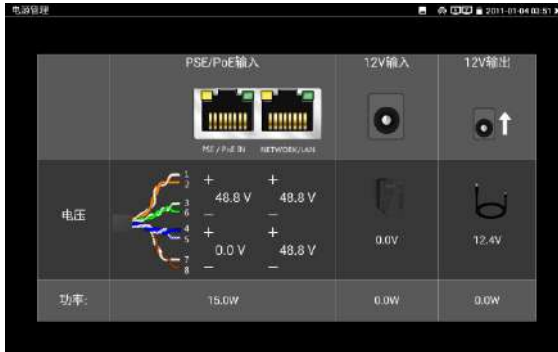 电源管理 2011-01-04 03:51
PSE/PoE输入 12V输入 12V输出
PSE / PoE IN NETWORK/LAN
1
2 + +
3 48.8 V 48.8 V
6 - -
电压
4 + +
5 0.0 V 48.8 V 0.0V 12.4V
7
8 - -
功率: 15.0W 0.0W 0.0W